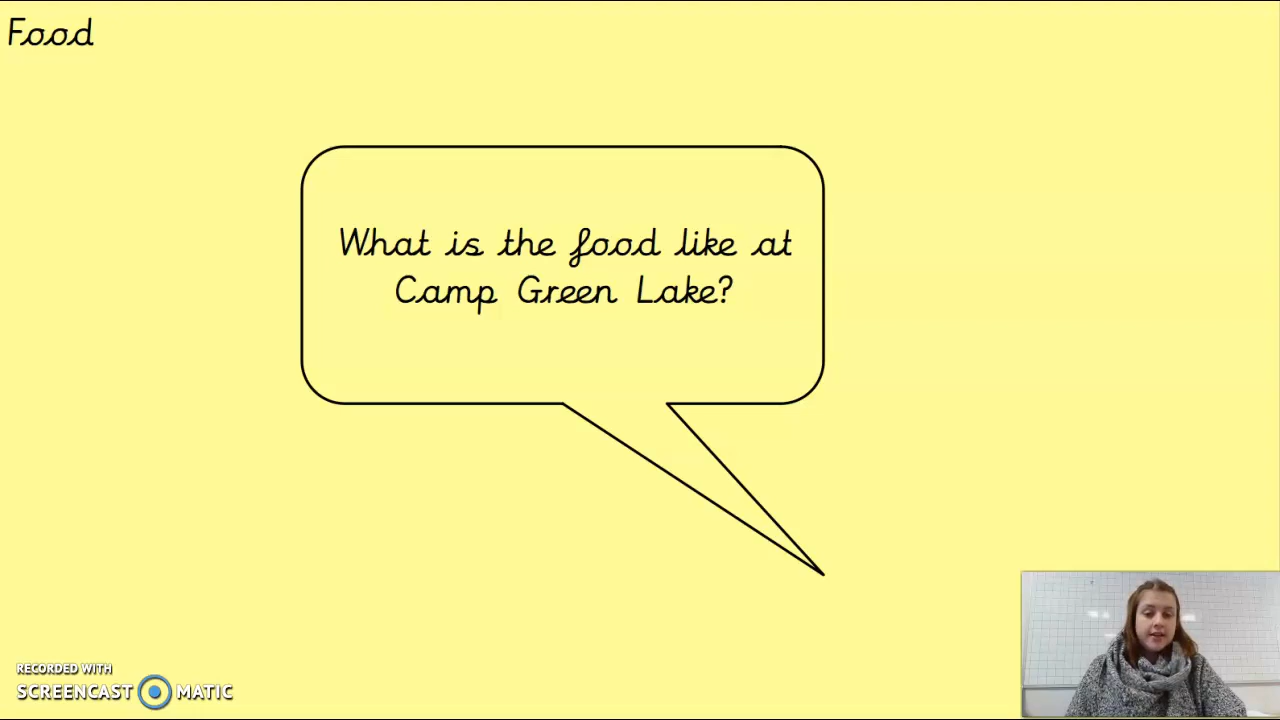 Food
What is the food like at
Camp Green Lake?
RECORDED WITH
SCREENCAST MATIC